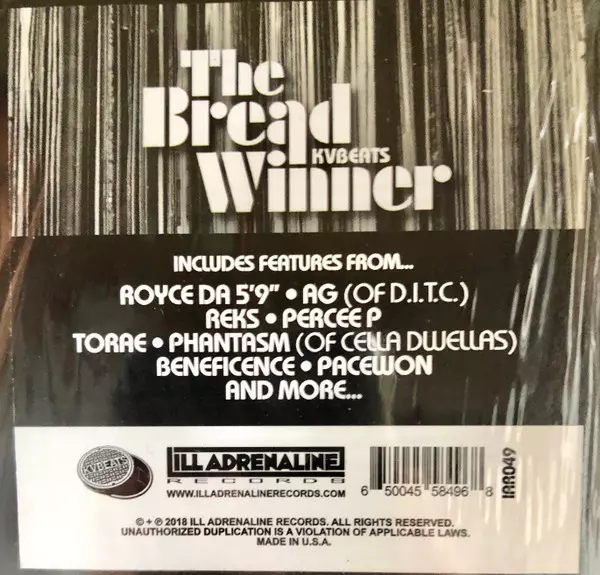 The
Bread
KVBEATS
Winner
INCLUDES FEATURES FROM...
ROYCE DA 5'9" • AG (OF D.I.T.C.)
REKS • PERCEE P
TORAE • PHANTASM (OF CELLA DWELLAS)
BENEFICENCE • PACEWON
AND MORE...
KVBEATS
ILL ADRENALINE
RECORDS
WWW.ILLADRENALINERECORDS.COM
6 50045 58496 8
IRR049
© + ℗ 2018 ILL ADRENALINE RECORDS. ALL RIGHTS RESERVED.
UNAUTHORIZED DUPLICATION IS A VIOLATION OF APPLICABLE LAWS.
MADE IN U.S.A.